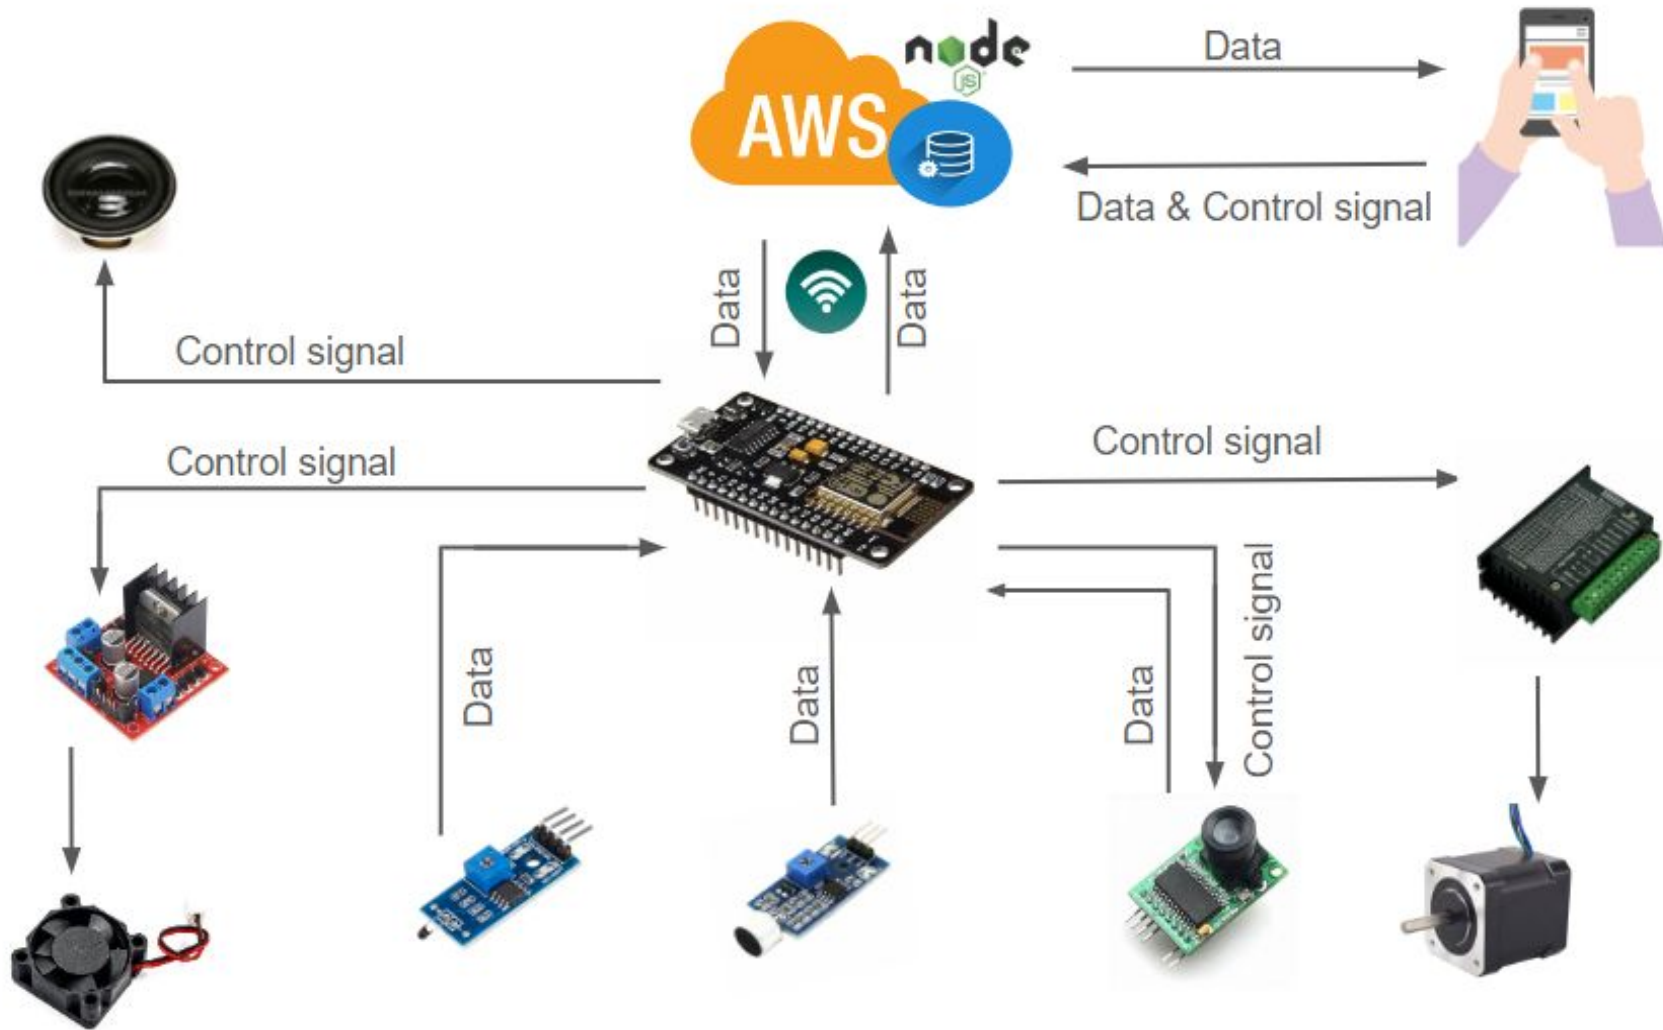 node
JS
Data
AWS
Data & Control signal
Data
Data
Control signal
Control signal
Control signal
Control signal
Data
Data
Data